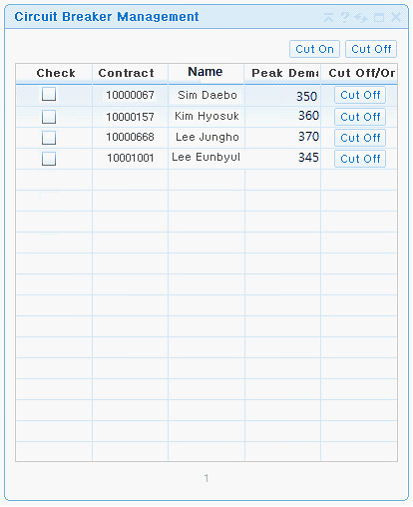 Circuit Breaker Management
Cut On Cut Off
Check Contract Name Peak Dema Cut Off/On
10000067 Sim Daebo 350 Cut Off
10000157 Kim Hyosuk 360 Cut Off
10000668 Lee Jungho 370 Cut Off
10001001 Lee Eunbyul 345 Cut Off
1